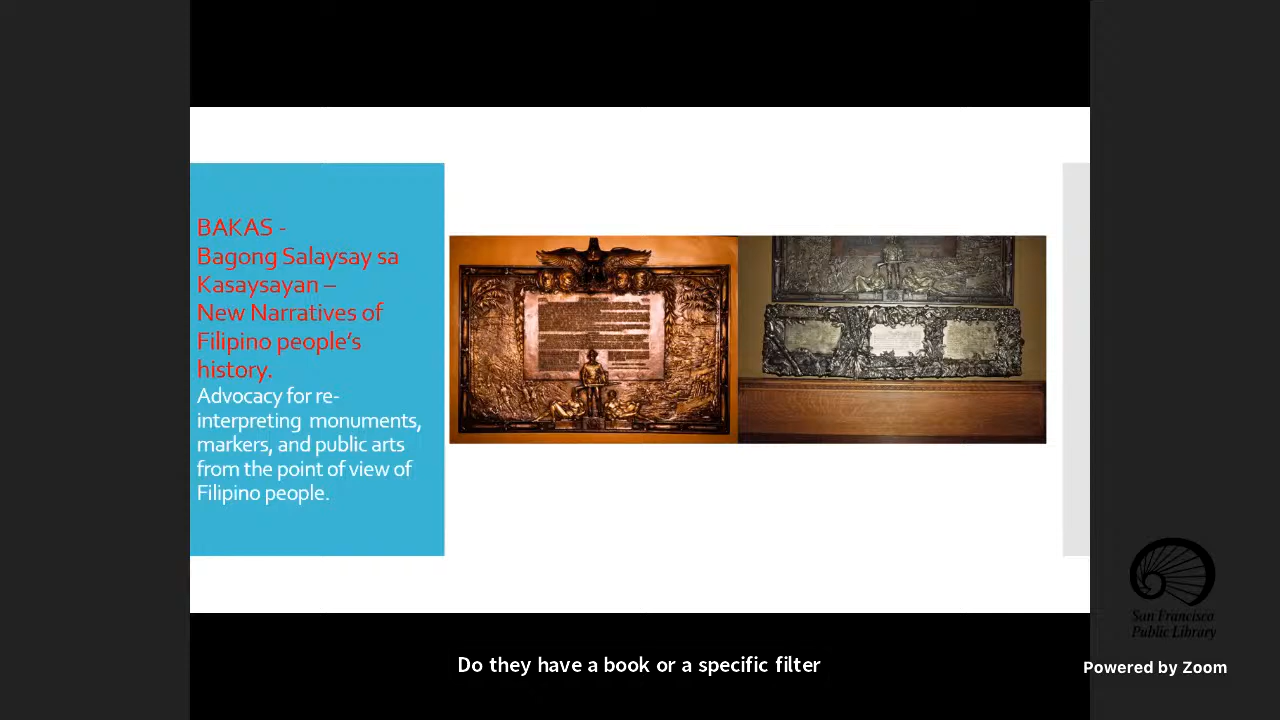 BAKAS -
Bagong Salaysay sa
Kasaysayan –
New Narratives of
Filipino people's
history.
Advocacy for re-
interpreting monuments,
markers, and public arts
from the point of view of
Filipino people.
San Francisco
Public Library
Do they have a book or a specific filter
Powered by Zoom